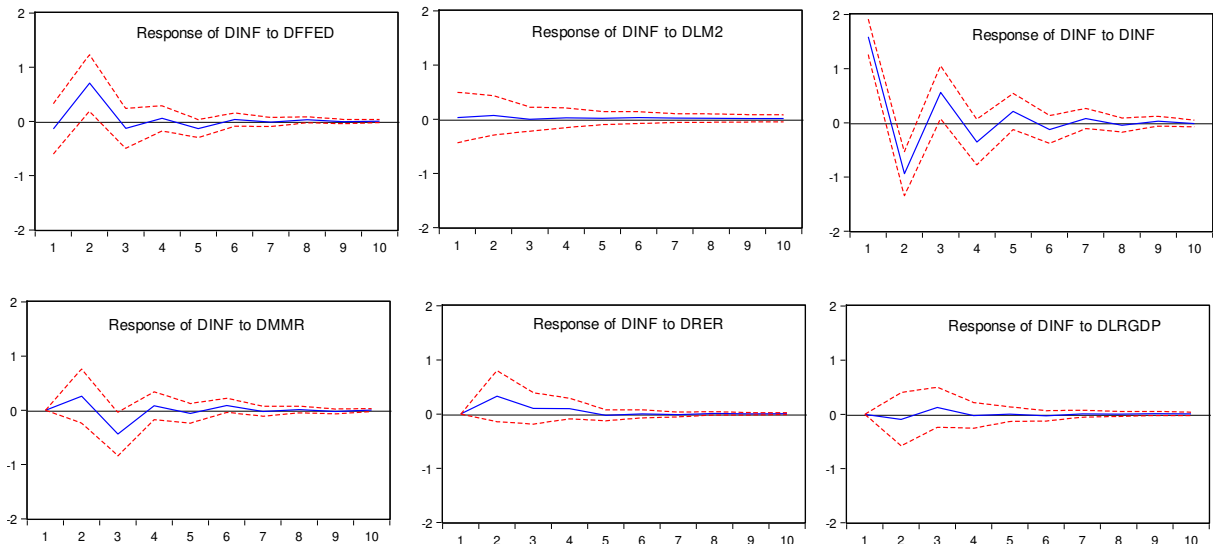 Response of DINF to DFFED
2
1
0
-1
-2
1 2 3 4 5 6 7 8 9 10
Response of DINF to DLM2
2
1
0
-1
-2
1 2 3 4 5 6 7 8 9 10
Response of DINF to DINF
2
1
0
-1
-2
1 2 3 4 5 6 7 8 9 10
Response of DINF to DMMR
2
1
0
-1
-2
1 2 3 4 5 6 7 8 9 10
Response of DINF to DRER
2
1
0
-1
-2
1 2 3 4 5 6 7 8 9 10
Response of DINF to DLRGDP
2
1
0
-1
-2
1 2 3 4 5 6 7 8 9 10